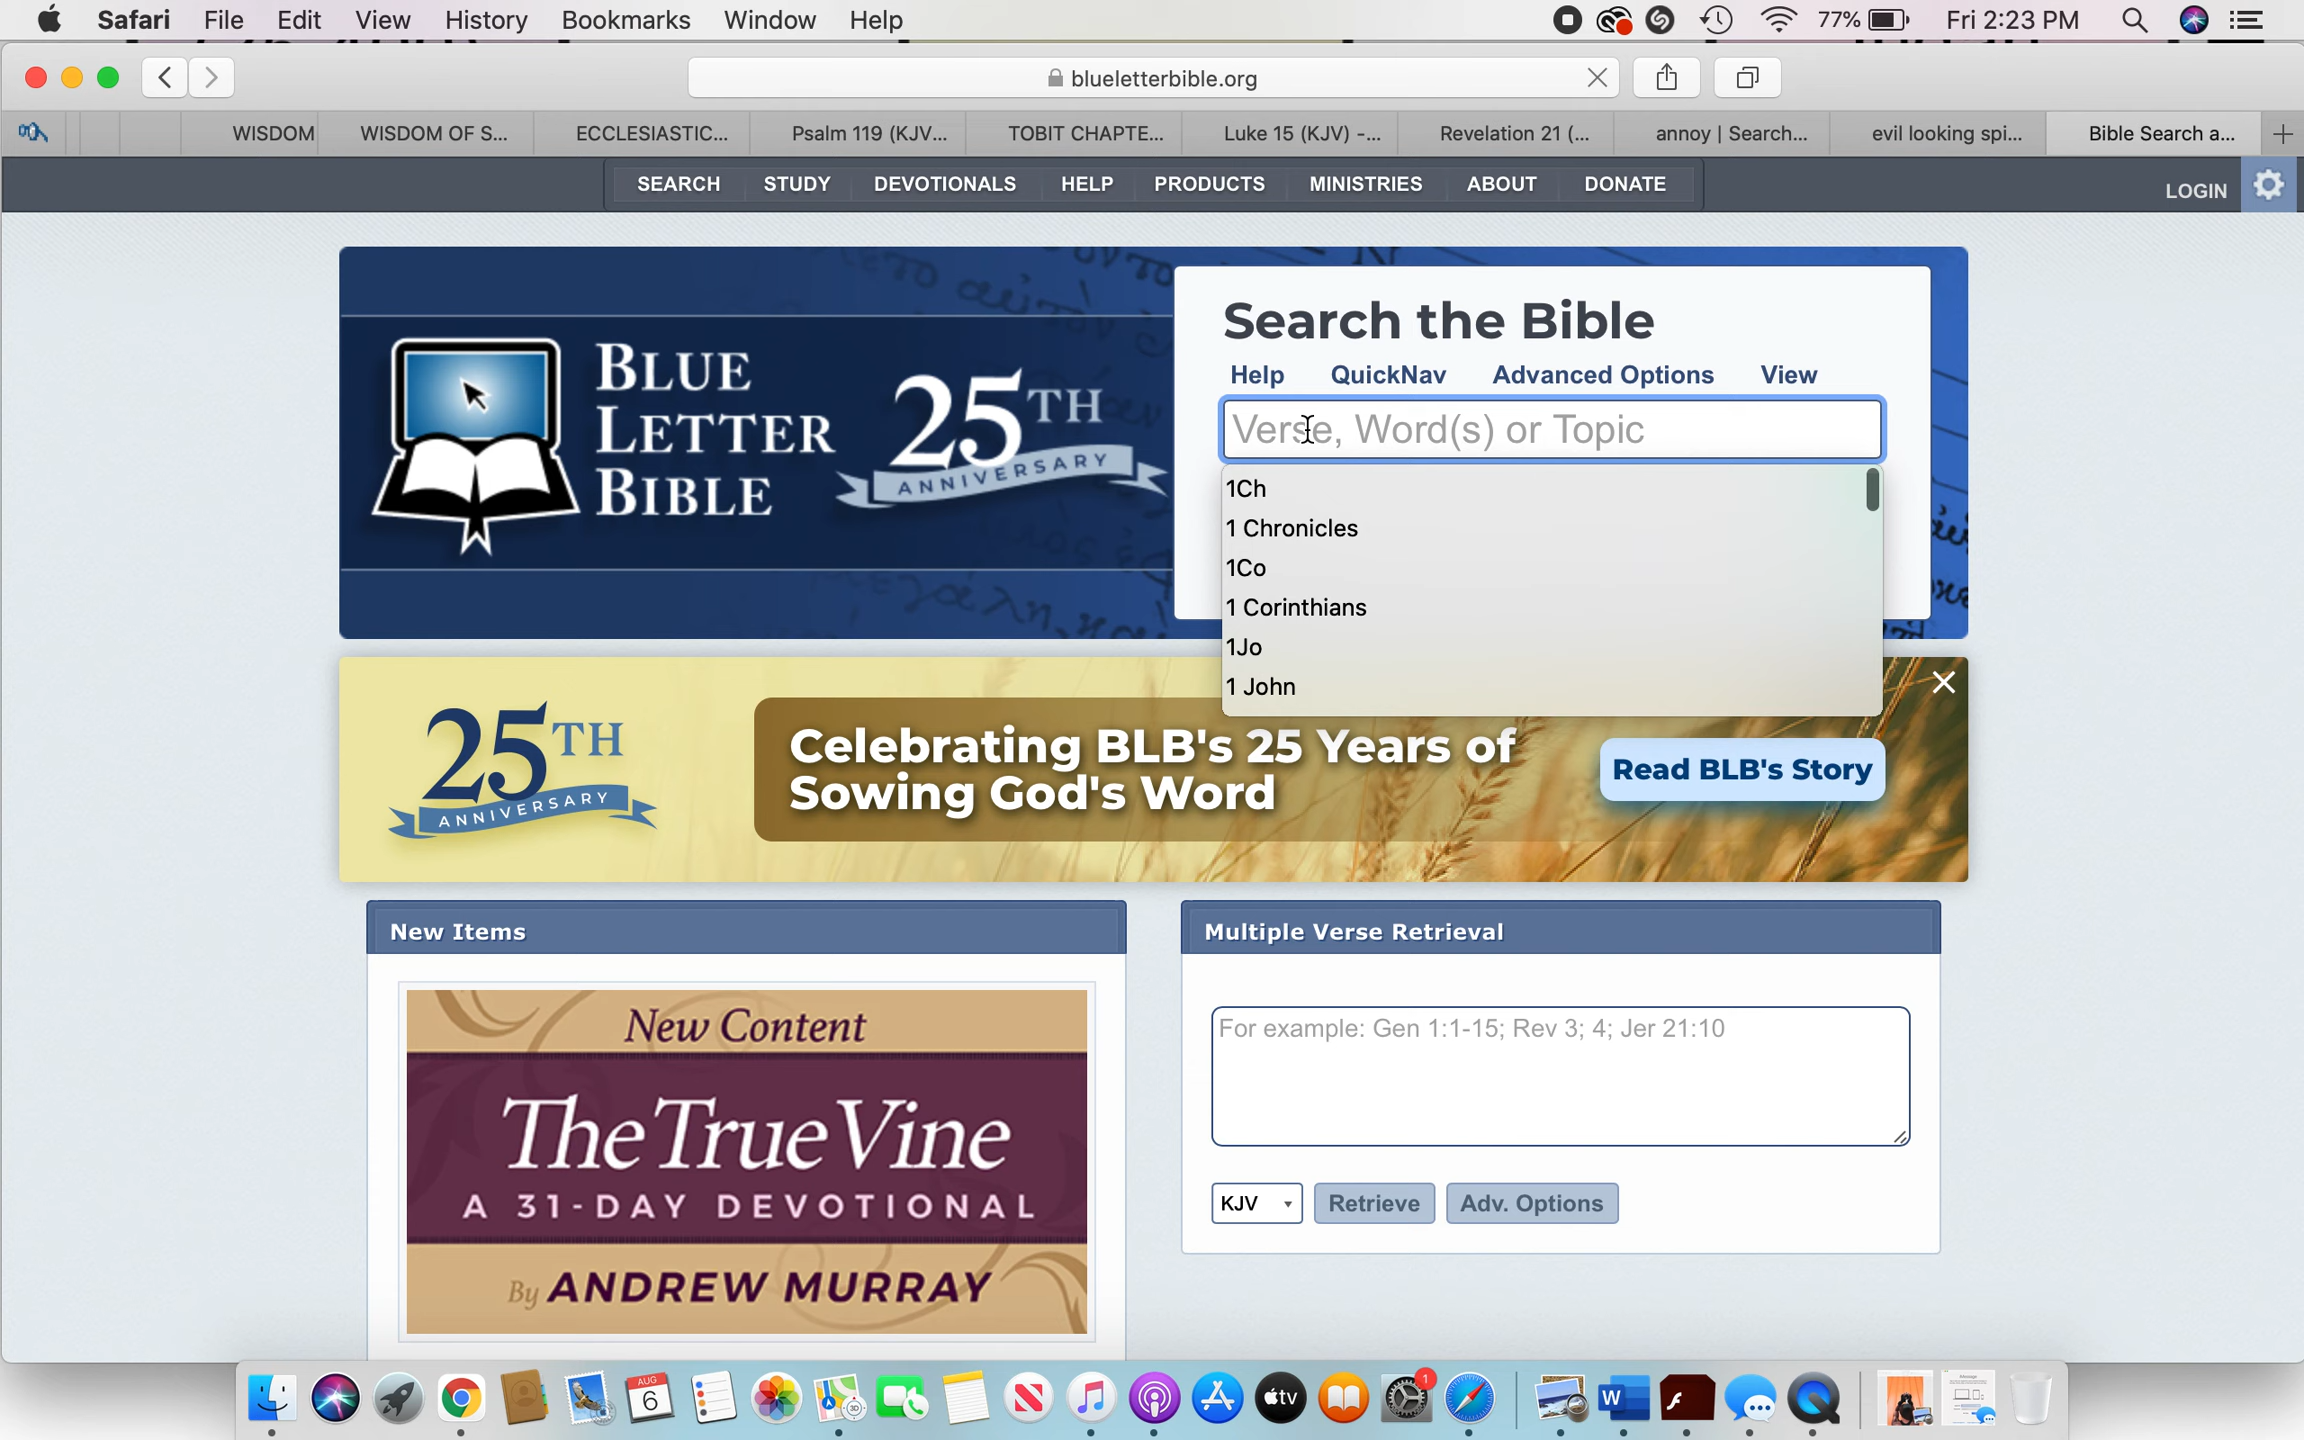 Safari File Edit View History Bookmarks Window Help 77% Fri 2:23 PM
blueletterbible.org
WISDOM WISDOM OF S... ECCLESIASTIC... Psalm 119 (KJV... TOBIT CHAPTE... Luke 15 (KJV) -... Revelation 21 (... annoy | Search... evil looking spi... Bible Search a...
SEARCH STUDY DEVOTIONALS HELP PRODUCTS MINISTRIES ABOUT DONATE LOGIN
BLUE
LETTER
BIBLE
25TH
ANNIVERSARY
Search the Bible
Help QuickNav Advanced Options View
Verse, Word(s) or Topic
1Ch
1 Chronicles
1Co
1 Corinthians
1Jo
1 John
25TH
ANNIVERSARY
Celebrating BLB's 25 Years of
Sowing God's Word
Read BLB's Story
New Items
New Content
The True Vine
A 31-DAY DEVOTIONAL
By ANDREW MURRAY
Multiple Verse Retrieval
For example: Gen 1:1-15; Rev 3; 4; Jer 21:10
KJV Retrieve Adv. Options
AUG
6
3D
tv
1
W